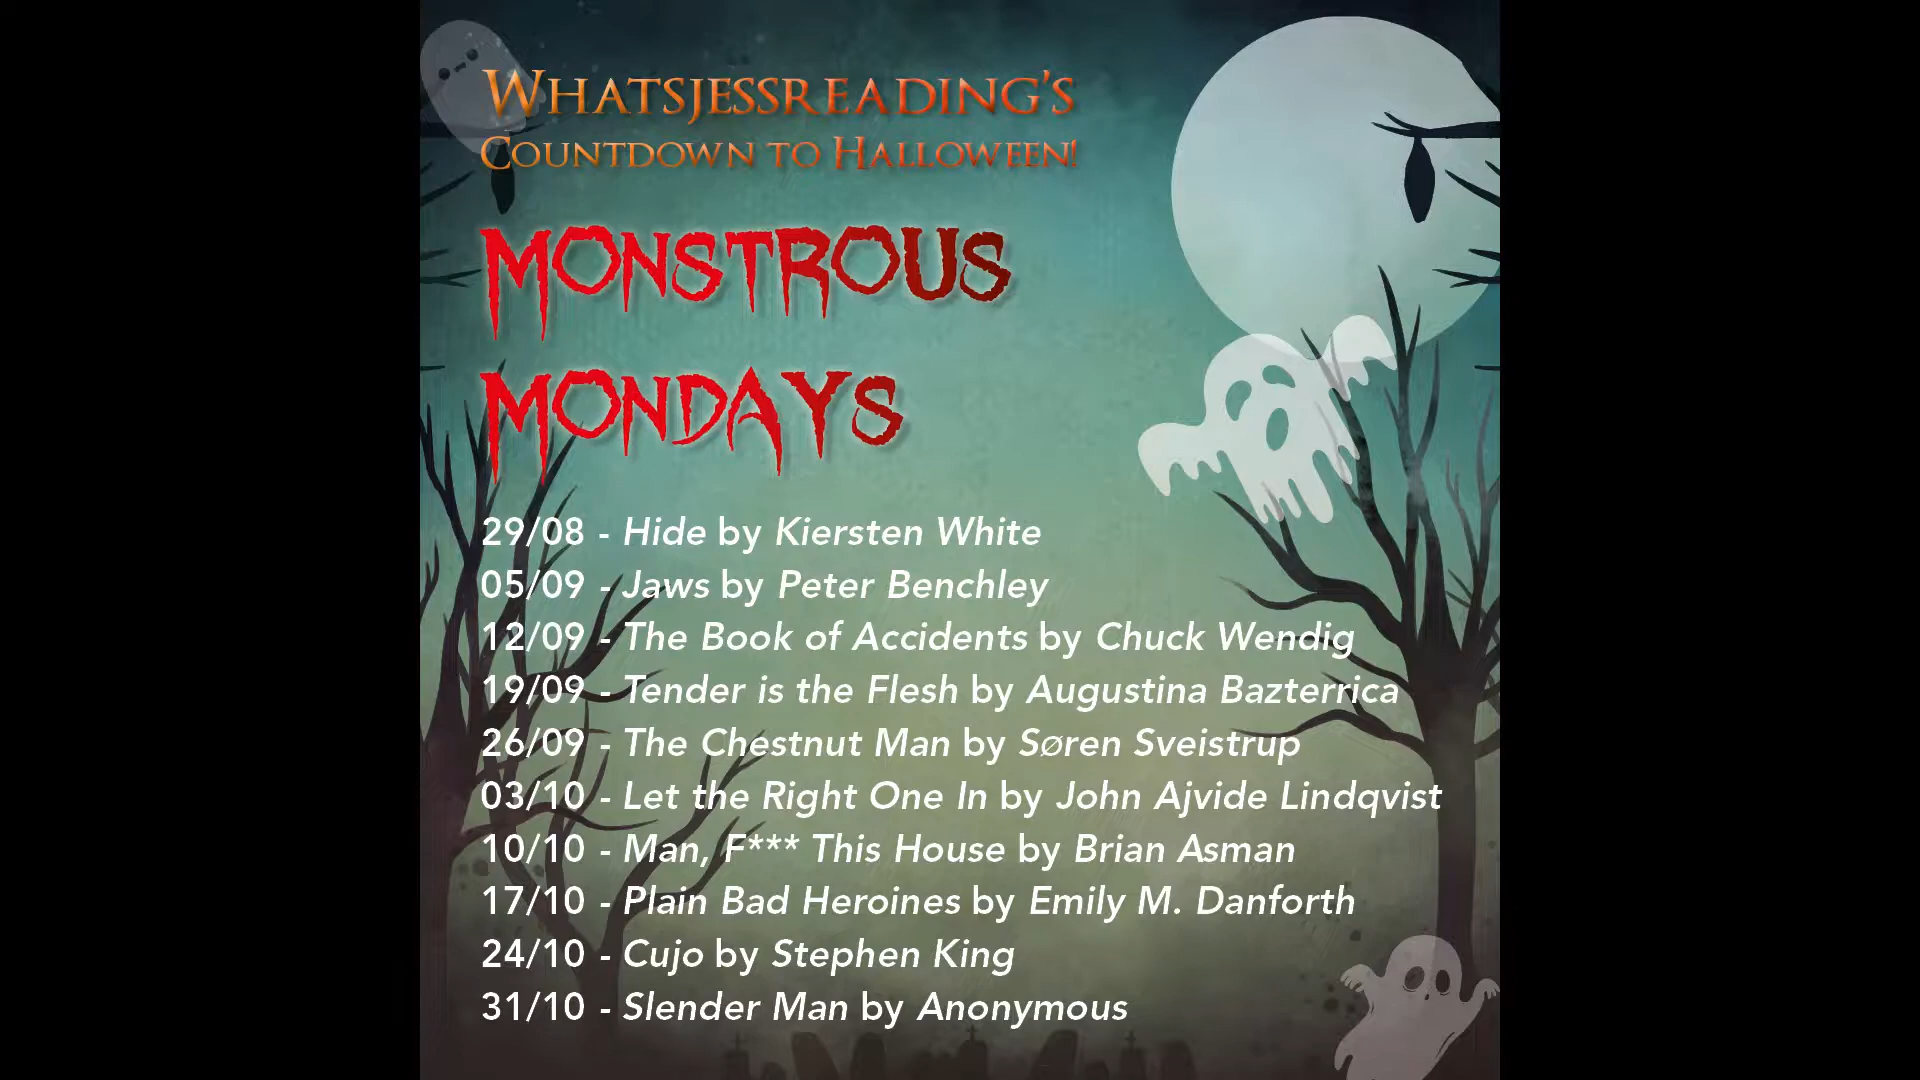 Whatsjessreading's
Countdown to Halloween!
Monstrous
Mondays
29/08 - Hide by Kiersten White
05/09 - Jaws by Peter Benchley
12/09 - The Book of Accidents by Chuck Wendig
19/09 - Tender is the Flesh by Augustina Bazterrica
26/09 - The Chestnut Man by Søren Sveistrup
03/10 - Let the Right One In by John Ajvide Lindqvist
10/10 - Man, F*** This House by Brian Asman
17/10 - Plain Bad Heroines by Emily M. Danforth
24/10 - Cujo by Stephen King
31/10 - Slender Man by Anonymous